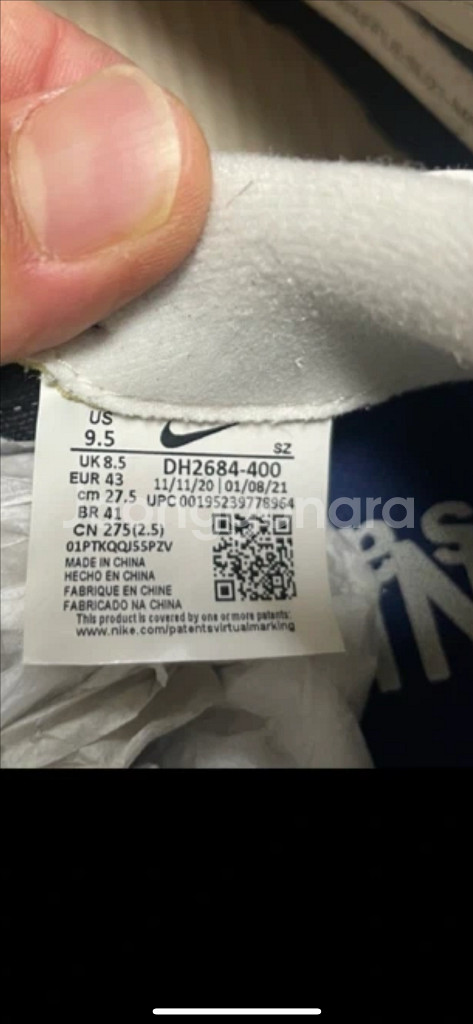 US
9.5
SZ
UK 8.5
DH2684-400
EUR 43
11/11/20 | 01/08/21
cm 27.5
UPC 00195239778964
BR 41
CN 275(2.5)
01PTKQQJ55PZV
MADE IN CHINA
HECHO EN CHINA
FABRIQUE EN CHINE
FABRICADO NA CHINA
This product is covered by one or more patents:
www.nike.com/patentsvirtualmarking